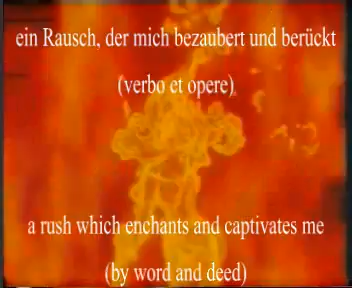 ein Rausch, der mich bezaubert und berückt
(verbo et opere)
a rush which enchants and captivates me
(by word and deed)